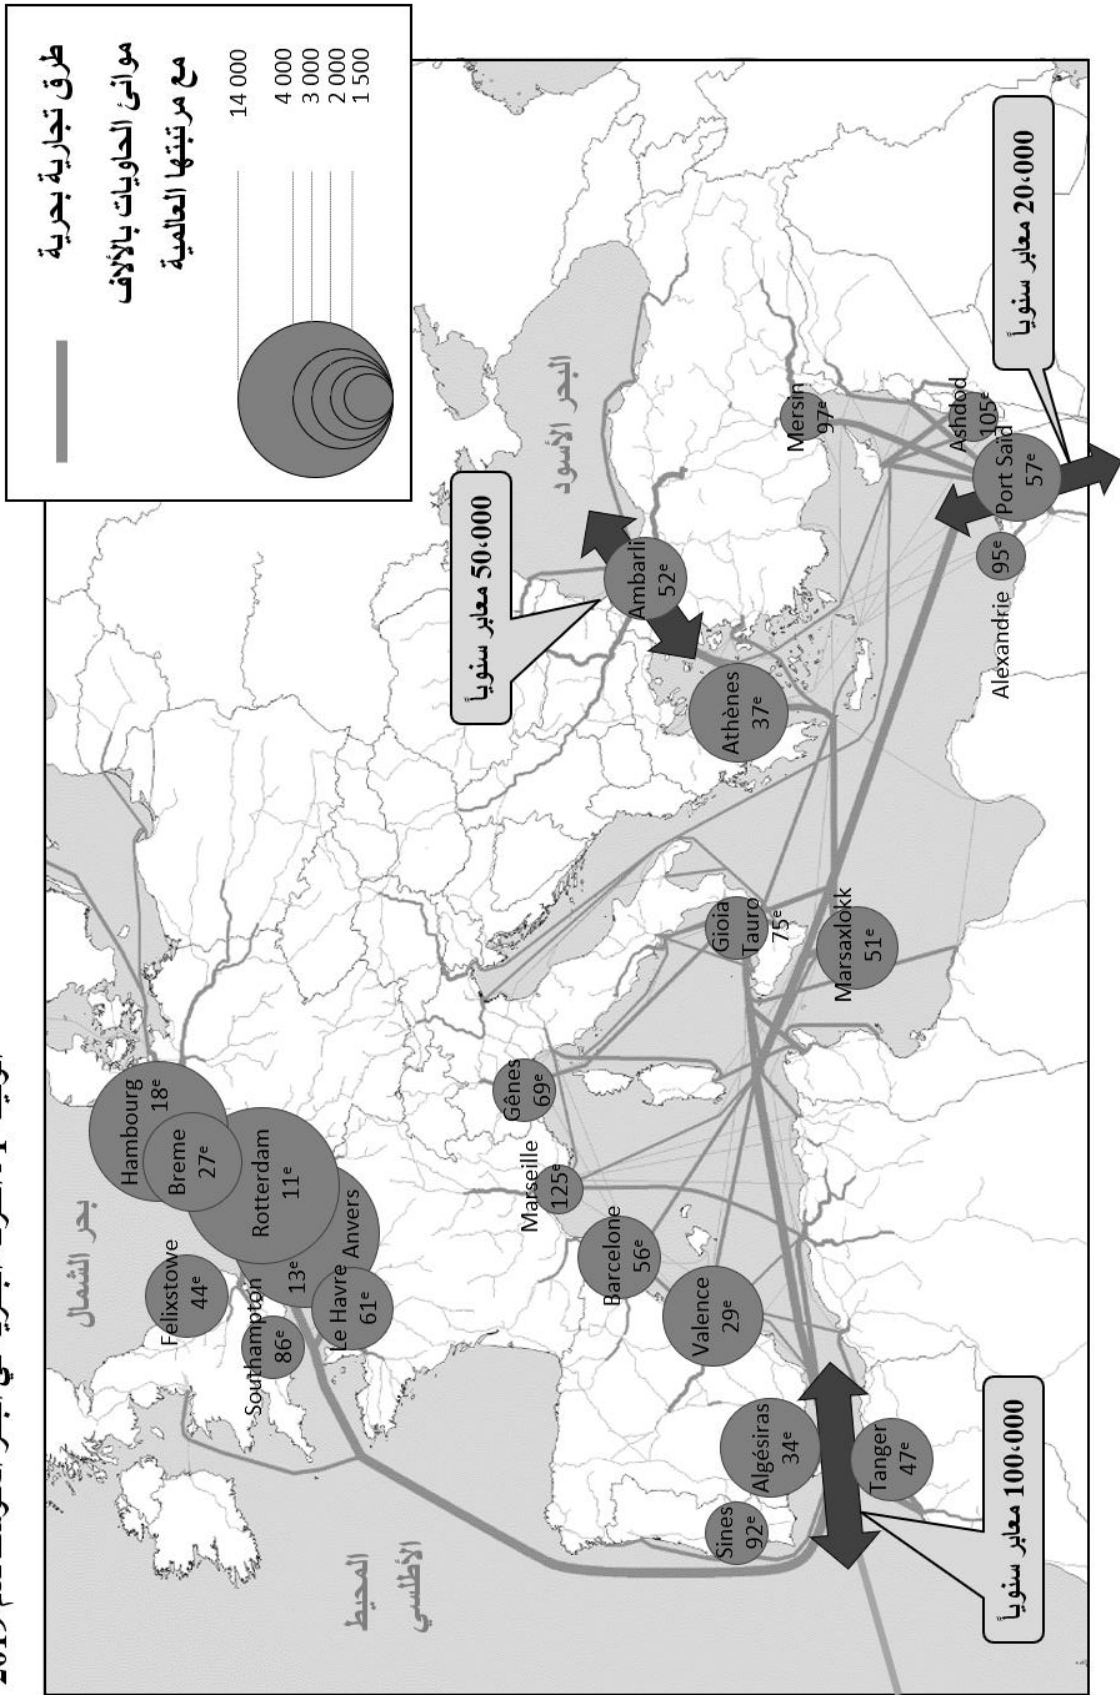 2019
طرق تجارية بحرية
موانئ الحاويات بالآلاف
مع مرتبتها العالمية
14 000
4 000
3 000
2 000
1 500
بحر الشمال
Hambourg
18e
Breme
27e
Felixstowe
44e
Rotterdam
11e
Southampton
86e
13e
Anvers
Le Havre
61e
المحيط
الأطلسي
50،000 معابر سنوياً
البحر الأسود
Gênes
69e
Marseille
125e
Barcelone
56e
Ambarli
52e
Valence
29e
Sines
92e
Algésiras
34e
Gioia
Tauro
75e
Athènes
37e
Mersin
97e
Marsaxlokk
51e
Tanger
47e
Ashdod
105e
Port Saïd
57e
Alexandrie
95e
100،000 معابر سنوياً
20،000 معابر سنوياً